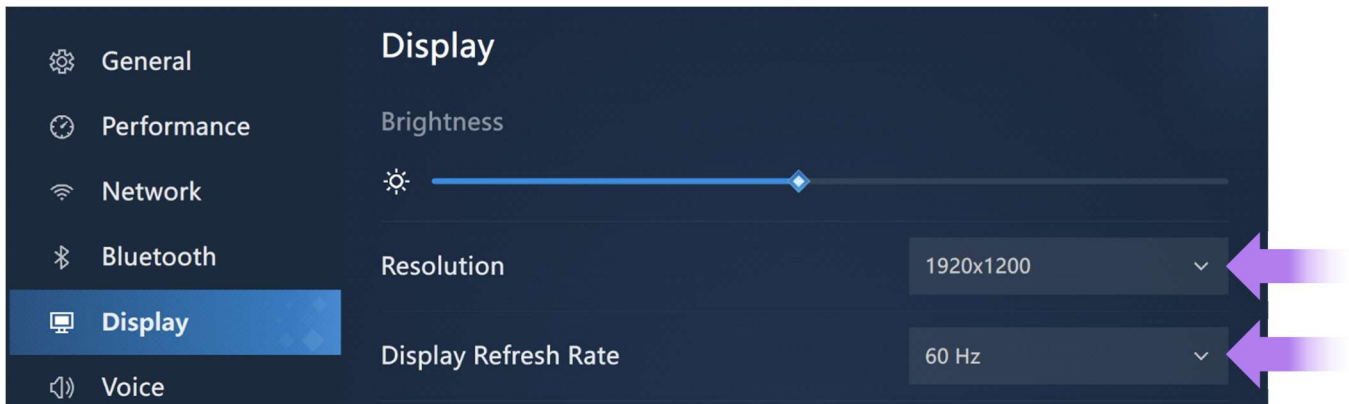 General
Performance
Network
Bluetooth
Display
Voice
Display
Brightness
Resolution 1920x1200
Display Refresh Rate 60 Hz